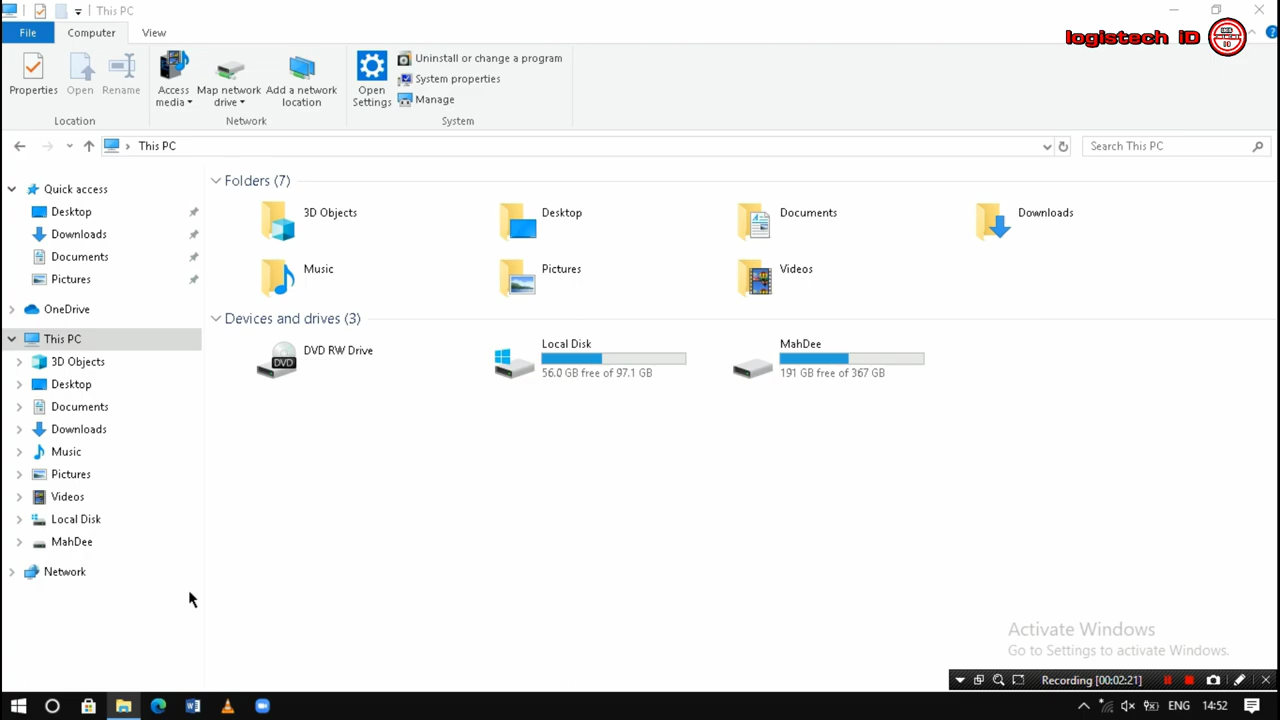 This PC
File
Computer
View
logistech iD
Properties
Open
Rename
Access media
Map network drive
Add a network location
Open Settings
Uninstall or change a program
System properties
Manage
Location
Network
System
This PC
Search This PC
Quick access
Desktop
Downloads
Documents
Pictures
OneDrive
This PC
3D Objects
Desktop
Documents
Downloads
Music
Pictures
Videos
Local Disk
MahDee
Network
Folders (7)
3D Objects
Desktop
Documents
Downloads
Music
Pictures
Videos
Devices and drives (3)
DVD RW Drive
DVD
Local Disk
56.0 GB free of 97.1 GB
MahDee
191 GB free of 367 GB
Activate Windows
Go to Settings to activate Windows.
Recording [00:02:21]
ENG
14:52